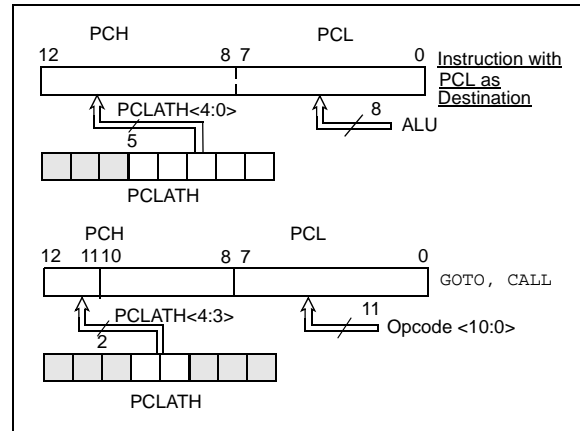 PCH PCL
12 8 7 0
Instruction with
PCL as
Destination
PCLATH<4:0>
8
5
ALU
PCLATH
PCH PCL
12 11 10 8 7 0
GOTO, CALL
PCLATH<4:3>
11
2
Opcode <10:0>
PCLATH